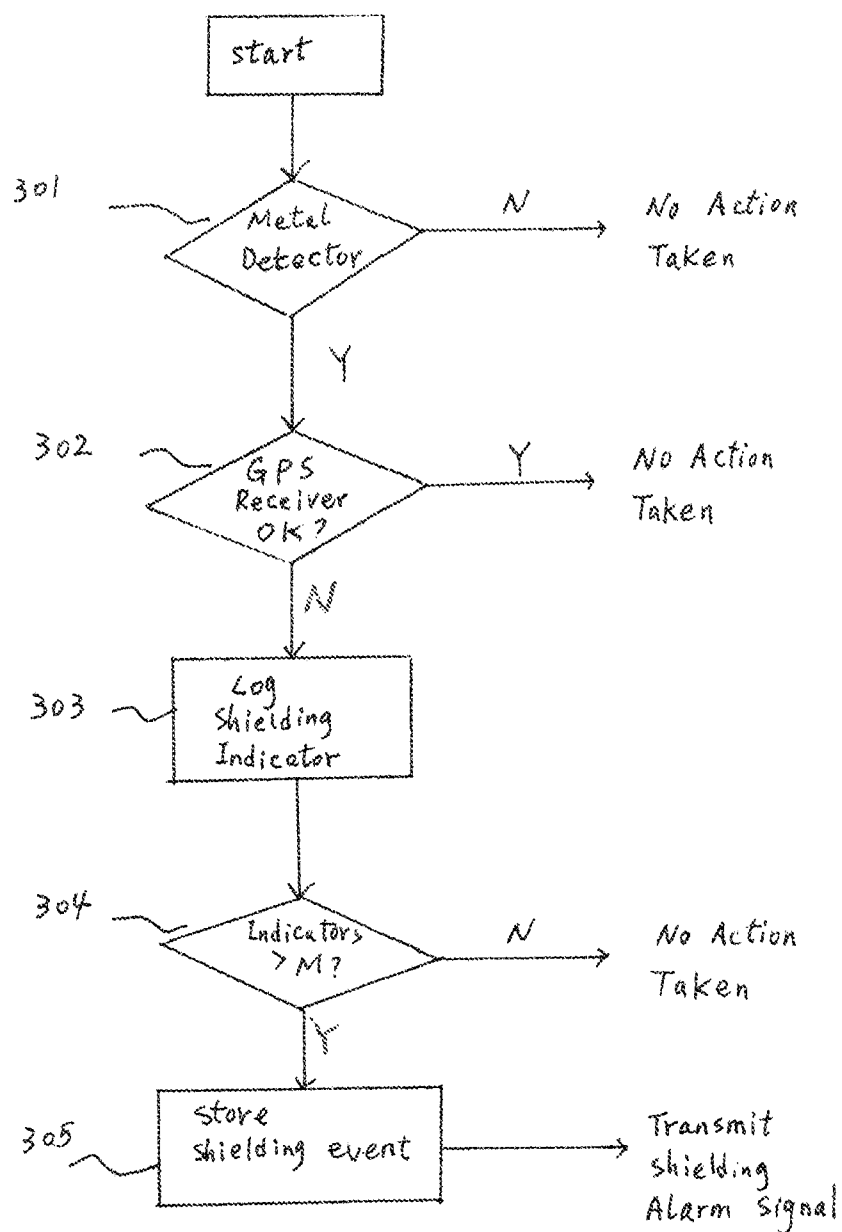 start
301
Metal
Detector
N
No Action
Taken
Y
302
GPS
Receiver
OK?
Y
No Action
Taken
N
303
Log
Shielding
Indicator
304
Indicators
> M?
N
No Action
Taken
Y
305
Store
Shielding event
Transmit
Shielding
Alarm Signal